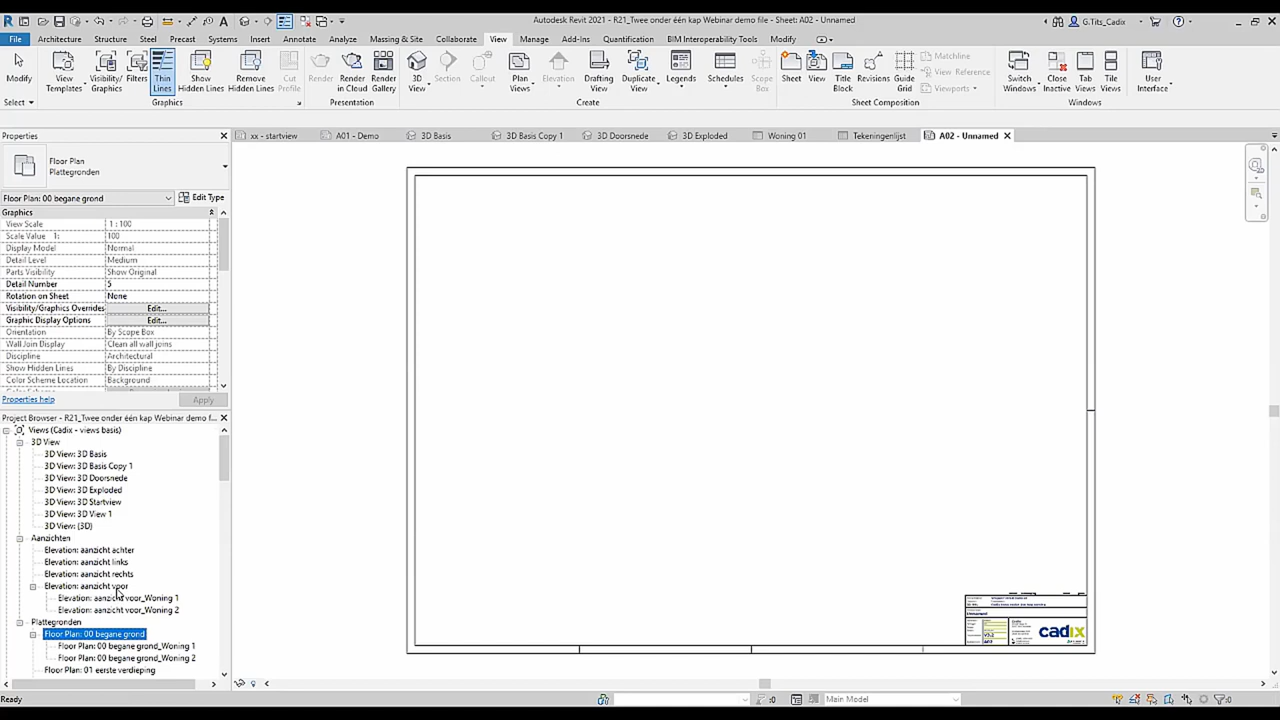 Autodesk Revit 2021 - R21_Twee onder één kap Webinar demo file - Sheet: A02 - Unnamed
G.Tits_Cadix
File Architecture Structure Steel Precast Systems Insert Annotate Analyze Massing & Site Collaborate View Manage Add-Ins Quantification BIM Interoperability Tools Modify
Modify View Templates Visibility/ Graphics Filters Thin Lines Show Hidden Lines Remove Hidden Lines Cut Profile Render Render in Cloud Render Gallery 3D View Section Callout Plan Views Elevation Drafting View Duplicate View Legends Schedules Scope Box Sheet View Title Block Revisions Guide Grid Matchline View Reference Viewports Switch Windows Close Inactive Tab Views Tile Views User Interface
Select Graphics Presentation Create Sheet Composition Windows
Properties
xx - startview A01 - Demo 3D Basis 3D Basis Copy 1 3D Doorsnede 3D Exploded Woning 01 Tekeningenlijst A02 - Unnamed
Floor Plan
Plattegronden
Floor Plan: 00 begane grond Edit Type
Graphics
View Scale 1 : 100
Scale Value 1: 100
Display Model Normal
Detail Level Medium
Parts Visibility Show Original
Detail Number 5
Rotation on Sheet None
Visibility/Graphics Overrides Edit...
Graphic Display Options Edit...
Orientation By Scope Box
Wall Join Display Clean all wall joins
Discipline Architectural
Show Hidden Lines By Discipline
Color Scheme Location Background
Properties help Apply
Project Browser - R21_Twee onder één kap Webinar demo f...
Views (Cadix - views basis)
3D View
3D View: 3D Basis
3D View: 3D Basis Copy 1
3D View: 3D Doorsnede
3D View: 3D Exploded
3D View: 3D Startview
3D View: 3D View 1
3D View: {3D}
Aanzichten
Elevation: aanzicht achter
Elevation: aanzicht links
Elevation: aanzicht rechts
Elevation: aanzicht voor
Elevation: aanzicht voor_Woning 1
Elevation: aanzicht voor_Woning 2
Plattegronden
Floor Plan: 00 begane grond
Floor Plan: 00 begane grond_Woning 1
Floor Plan: 00 begane grond_Woning 2
Floor Plan: 01 eerste verdieping
Unnamed
A02
cadix
Ready :0 Main Model :0